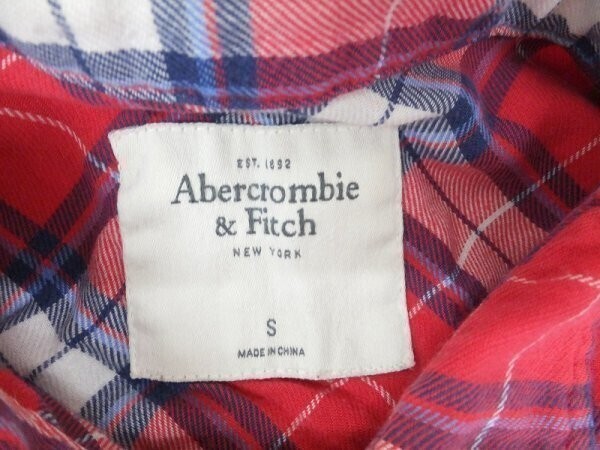 EST. 1892
Abercrombie
& Fitch
NEW YORK
S
MADE IN CHINA